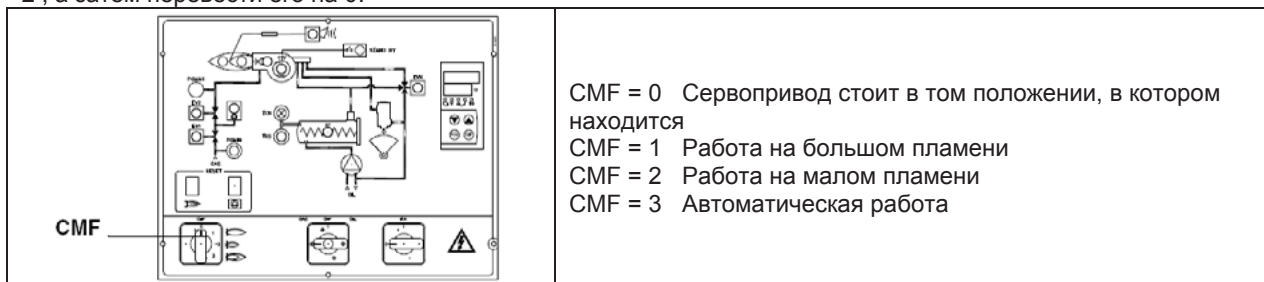 CMF
STAND BY
RESET
CMF
CMF = 0 Сервопривод стоит в том положении, в котором
находится
CMF = 1 Работа на большом пламени
CMF = 2 Работа на малом пламени
CMF = 3 Автоматическая работа